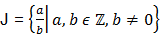 J = {a/b | a, b ϵ ℤ, b ≠ 0}